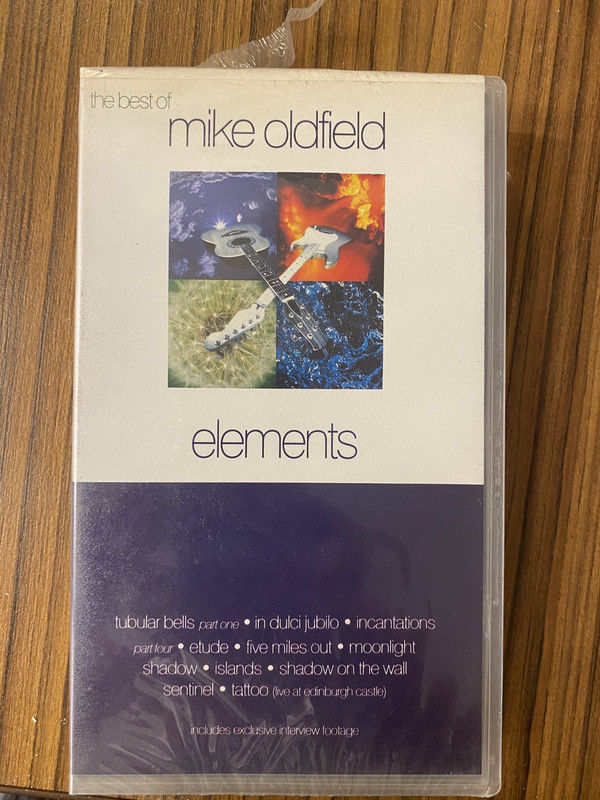 the best of
mike oldfield
elements
tubular bells part one • in dulci jubilo • incantations
part four • etude • five miles out • moonlight
shadow • islands • shadow on the wall
sentinel • tattoo (live at edinburgh castle)
includes exclusive interview footage